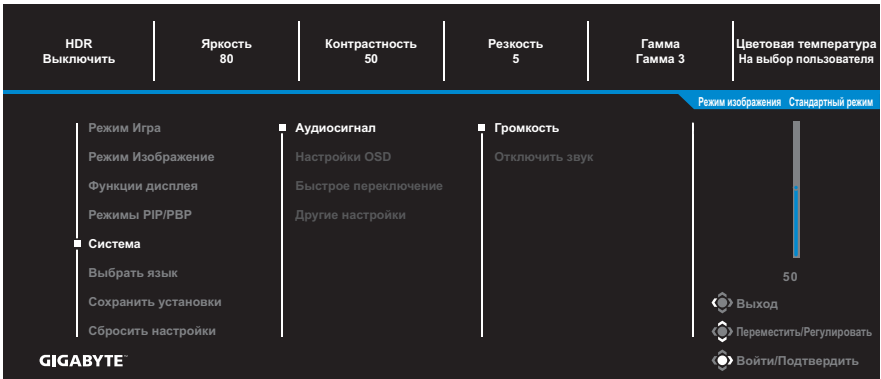 HDR
Выключить
Яркость
80
Контрастность
50
Резкость
5
Гамма
Гамма 3
Цветовая температура
На выбор пользователя
Режим изображения Стандартный режим
Режим Игра
Режим Изображение
Функции дисплея
Режимы PIP/PBP
Система
Выбрать язык
Сохранить установки
Сбросить настройки
Аудиосигнал
Настройки OSD
Быстрое переключение
Другие настройки
Громкость
Отключить звук
50
Выход
Переместить/Регулировать
Войти/Подтвердить
GIGABYTE™